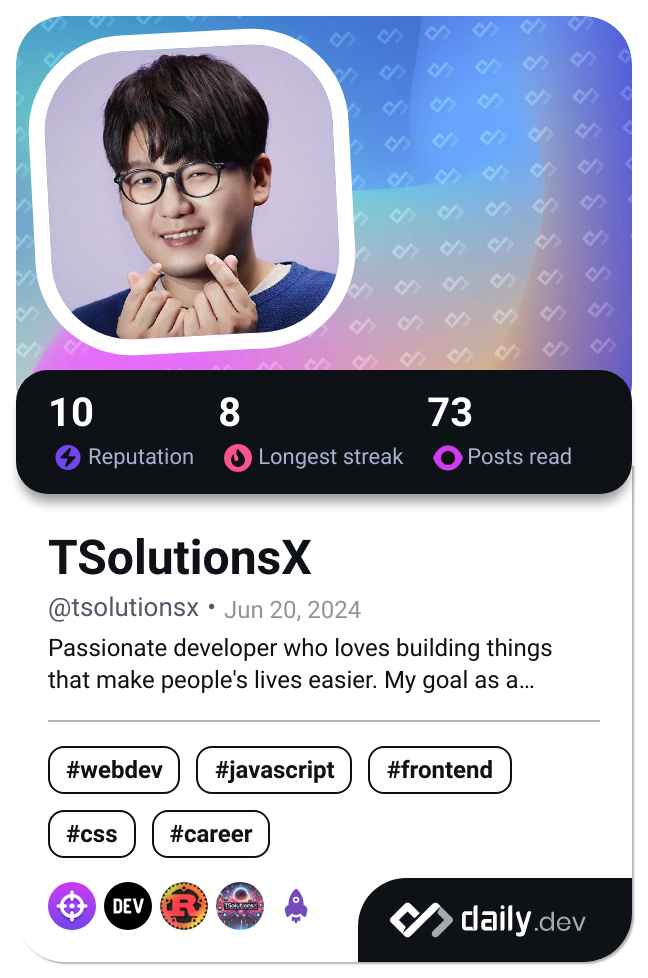 10 8 73
Reputation Longest streak Posts read
TSolutionsX
@tsolutionsx • Jun 20, 2024
Passionate developer who loves building things
that make people's lives easier. My goal as a…
#webdev #javascript #frontend
#css #career
DEV R TSolutionsX
daily.dev